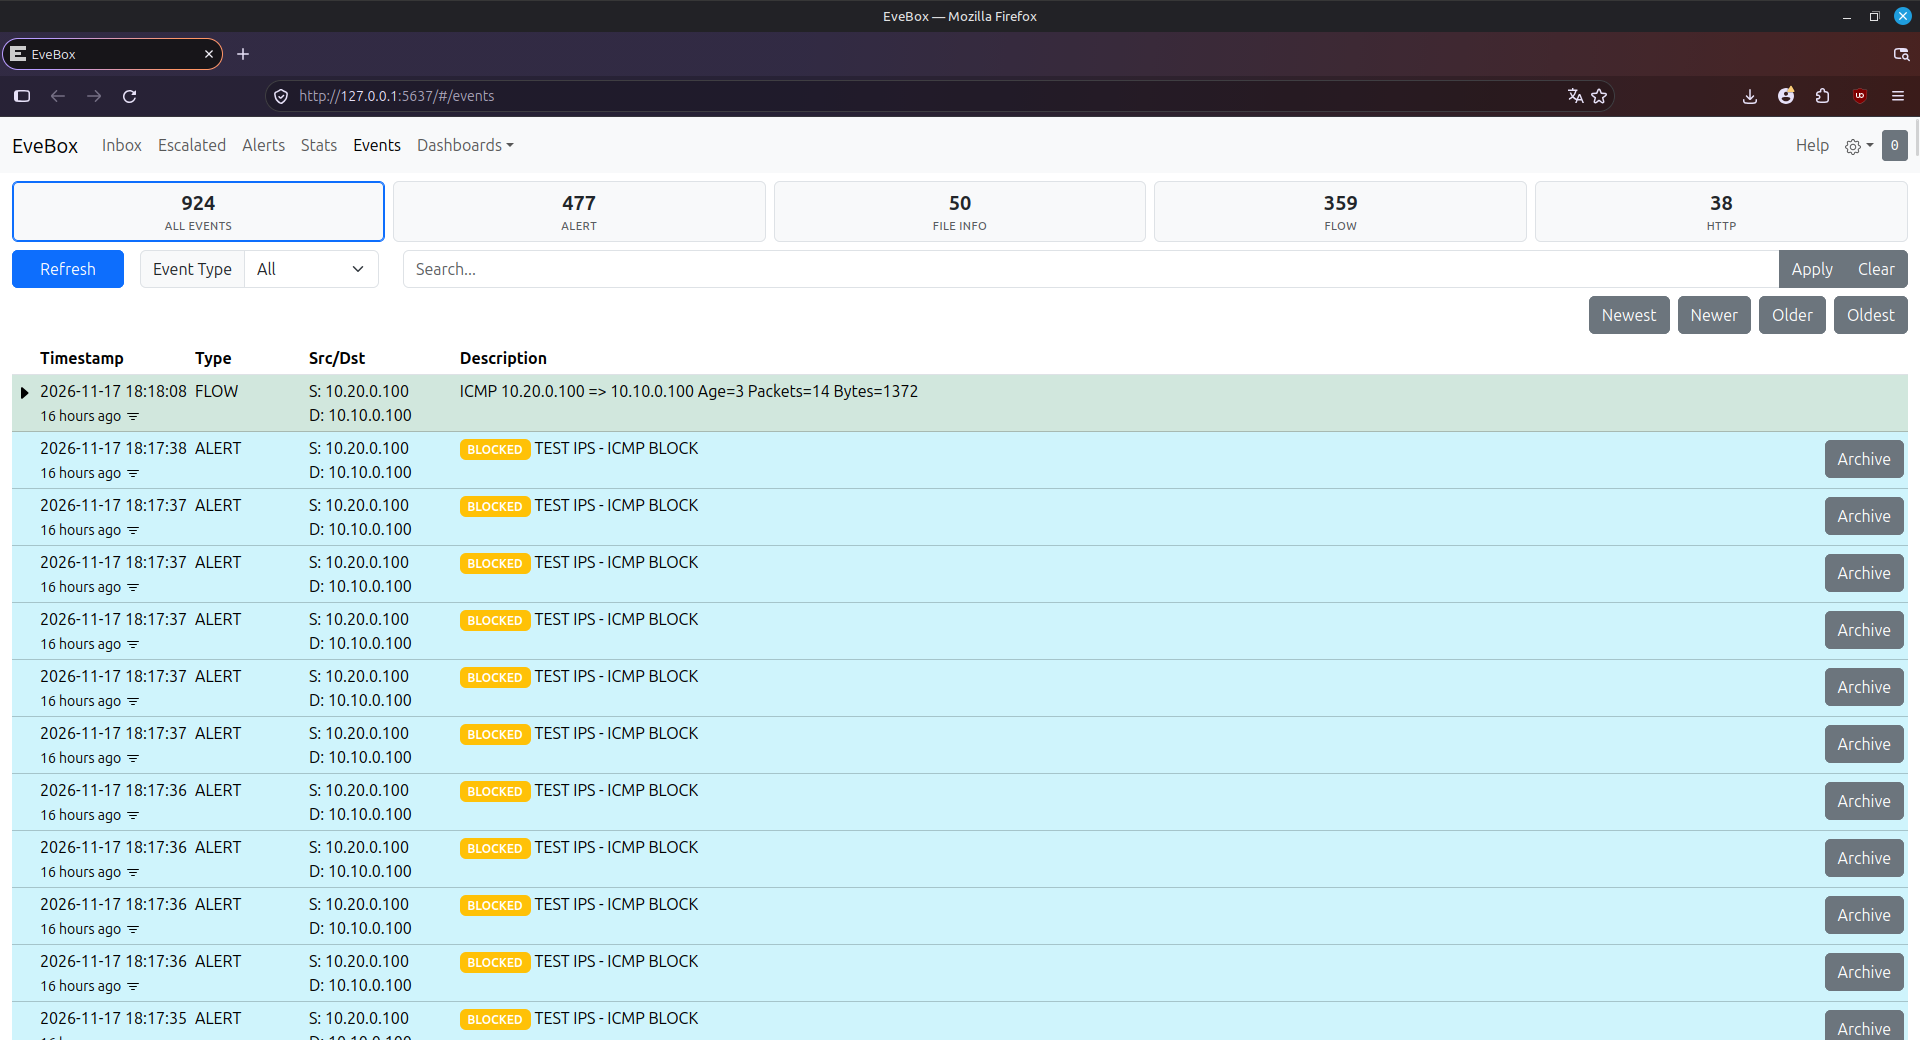 EveBox — Mozilla Firefox
EveBox
http://127.0.0.1:5637/#/events
EveBox Inbox Escalated Alerts Stats Events Dashboards Help 0
924 477 50 359 38
ALL EVENTS ALERT FILE INFO FLOW HTTP
Refresh Event Type All Search... Apply Clear
Newest Newer Older Oldest
Timestamp Type Src/Dst Description
2026-11-17 18:18:08 FLOW S: 10.20.0.100 ICMP 10.20.0.100 => 10.10.0.100 Age=3 Packets=14 Bytes=1372
16 hours ago D: 10.10.0.100
2026-11-17 18:17:38 ALERT S: 10.20.0.100 BLOCKED TEST IPS - ICMP BLOCK Archive
16 hours ago D: 10.10.0.100
2026-11-17 18:17:37 ALERT S: 10.20.0.100 BLOCKED TEST IPS - ICMP BLOCK Archive
16 hours ago D: 10.10.0.100
2026-11-17 18:17:37 ALERT S: 10.20.0.100 BLOCKED TEST IPS - ICMP BLOCK Archive
16 hours ago D: 10.10.0.100
2026-11-17 18:17:37 ALERT S: 10.20.0.100 BLOCKED TEST IPS - ICMP BLOCK Archive
16 hours ago D: 10.10.0.100
2026-11-17 18:17:37 ALERT S: 10.20.0.100 BLOCKED TEST IPS - ICMP BLOCK Archive
16 hours ago D: 10.10.0.100
2026-11-17 18:17:37 ALERT S: 10.20.0.100 BLOCKED TEST IPS - ICMP BLOCK Archive
16 hours ago D: 10.10.0.100
2026-11-17 18:17:36 ALERT S: 10.20.0.100 BLOCKED TEST IPS - ICMP BLOCK Archive
16 hours ago D: 10.10.0.100
2026-11-17 18:17:36 ALERT S: 10.20.0.100 BLOCKED TEST IPS - ICMP BLOCK Archive
16 hours ago D: 10.10.0.100
2026-11-17 18:17:36 ALERT S: 10.20.0.100 BLOCKED TEST IPS - ICMP BLOCK Archive
16 hours ago D: 10.10.0.100
2026-11-17 18:17:36 ALERT S: 10.20.0.100 BLOCKED TEST IPS - ICMP BLOCK Archive
16 hours ago D: 10.10.0.100
2026-11-17 18:17:35 ALERT S: 10.20.0.100 BLOCKED TEST IPS - ICMP BLOCK Archive